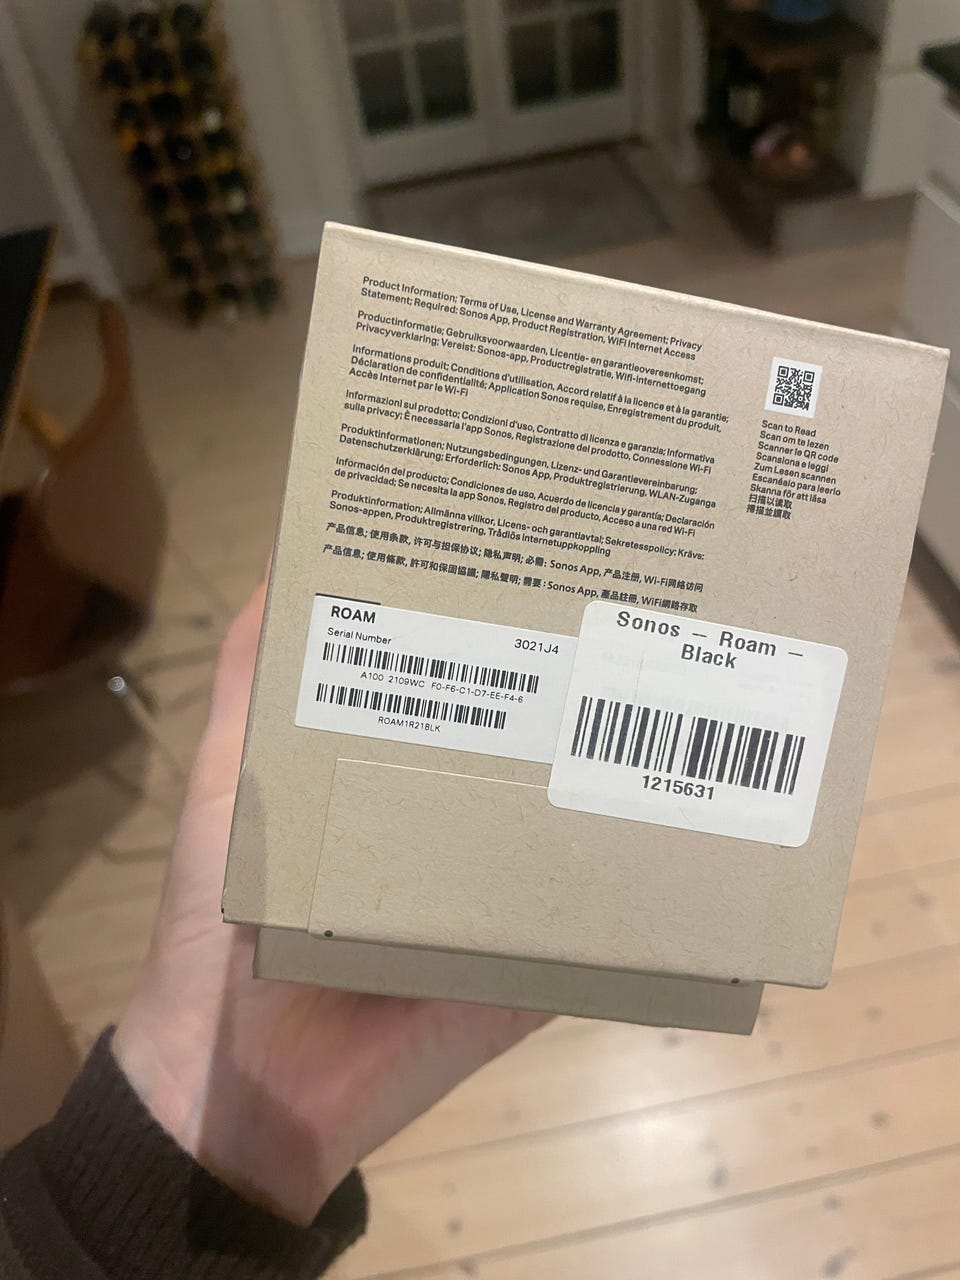 Product Information; Terms of Use, License and Warranty Agreement; Privacy
Statement; Required: Sonos App, Product Registration, WiFi Internet Access
Productinformatie; Gebruiksvoorwaarden, Licentie- en garantieovereenkomst;
Privacyverklaring; Vereist: Sonos-app, Productregistratie, Wifi-internettoegang
Informations produit; Conditions d'utilisation, Accord relatif à la licence et à la garantie;
Déclaration de confidentialité; Application Sonos requise, Enregistrement du produit,
Accès Internet par le Wi-Fi
Informazioni sul prodotto; Condizioni d'uso, Contratto di licenza e garanzia; Informativa
sulla privacy; È necessaria l'app Sonos, Registrazione del prodotto, Connessione Wi-Fi
Produktinformationen; Nutzungsbedingungen, Lizenz- und Garantievereinbarung;
Datenschutzerklärung; Erforderlich: Sonos App, Produktregistrierung, WLAN-Zugang
Información del producto; Condiciones de uso, Acuerdo de licencia y garantía; Declaración
de privacidad; Se necesita la app Sonos, Registro del producto, Acceso a una red Wi-Fi
Produktinformation; Allmänna villkor, Licens- och garantiavtal; Sekretesspolicy; Krävs:
Sonos-appen, Produktregistrering, Trådlös internetuppkoppling
产品信息; 使用条款, 许可与担保协议; 隐私声明; 必需: Sonos App, 产品注册, Wi-Fi网络访问
產品信息; 使用條款, 許可和保固協議; 隱私聲明; 需要: Sonos App, 產品註冊, WiFi網路存取
Scan to Read
Scan om te lezen
Scanner le QR code
Scansiona e leggi
Zum Lesen scannen
Escanéalo para leerlo
Skanna för att läsa
扫描以读取
掃描並讀取
ROAM
Serial Number
3021J4
A100 2109WC F0-F6-C1-D7-EE-F4-6
ROAM1R21BLK
Sonos – Roam –
Black
1215631